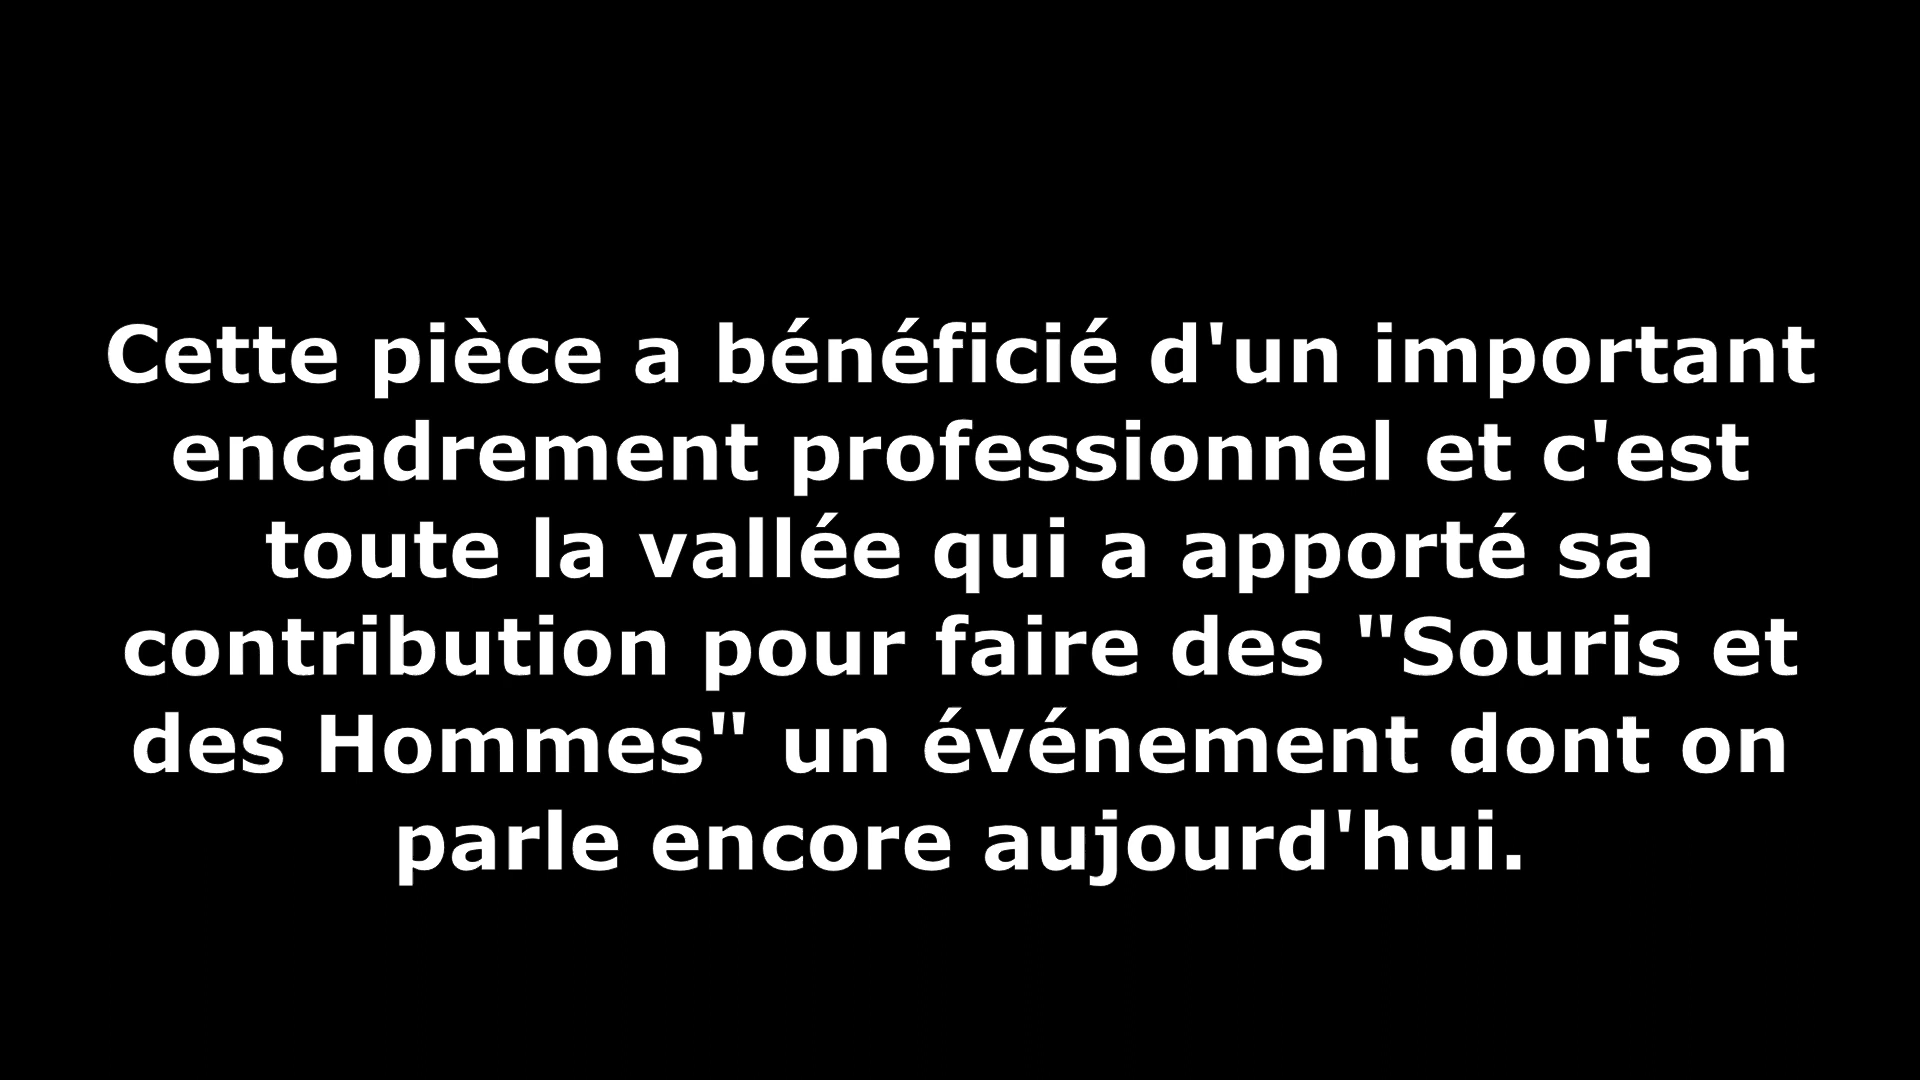 Cette pièce a bénéficié d'un important
encadrement professionnel et c'est
toute la vallée qui a apporté sa
contribution pour faire des "Souris et
des Hommes" un événement dont on
parle encore aujourd'hui.